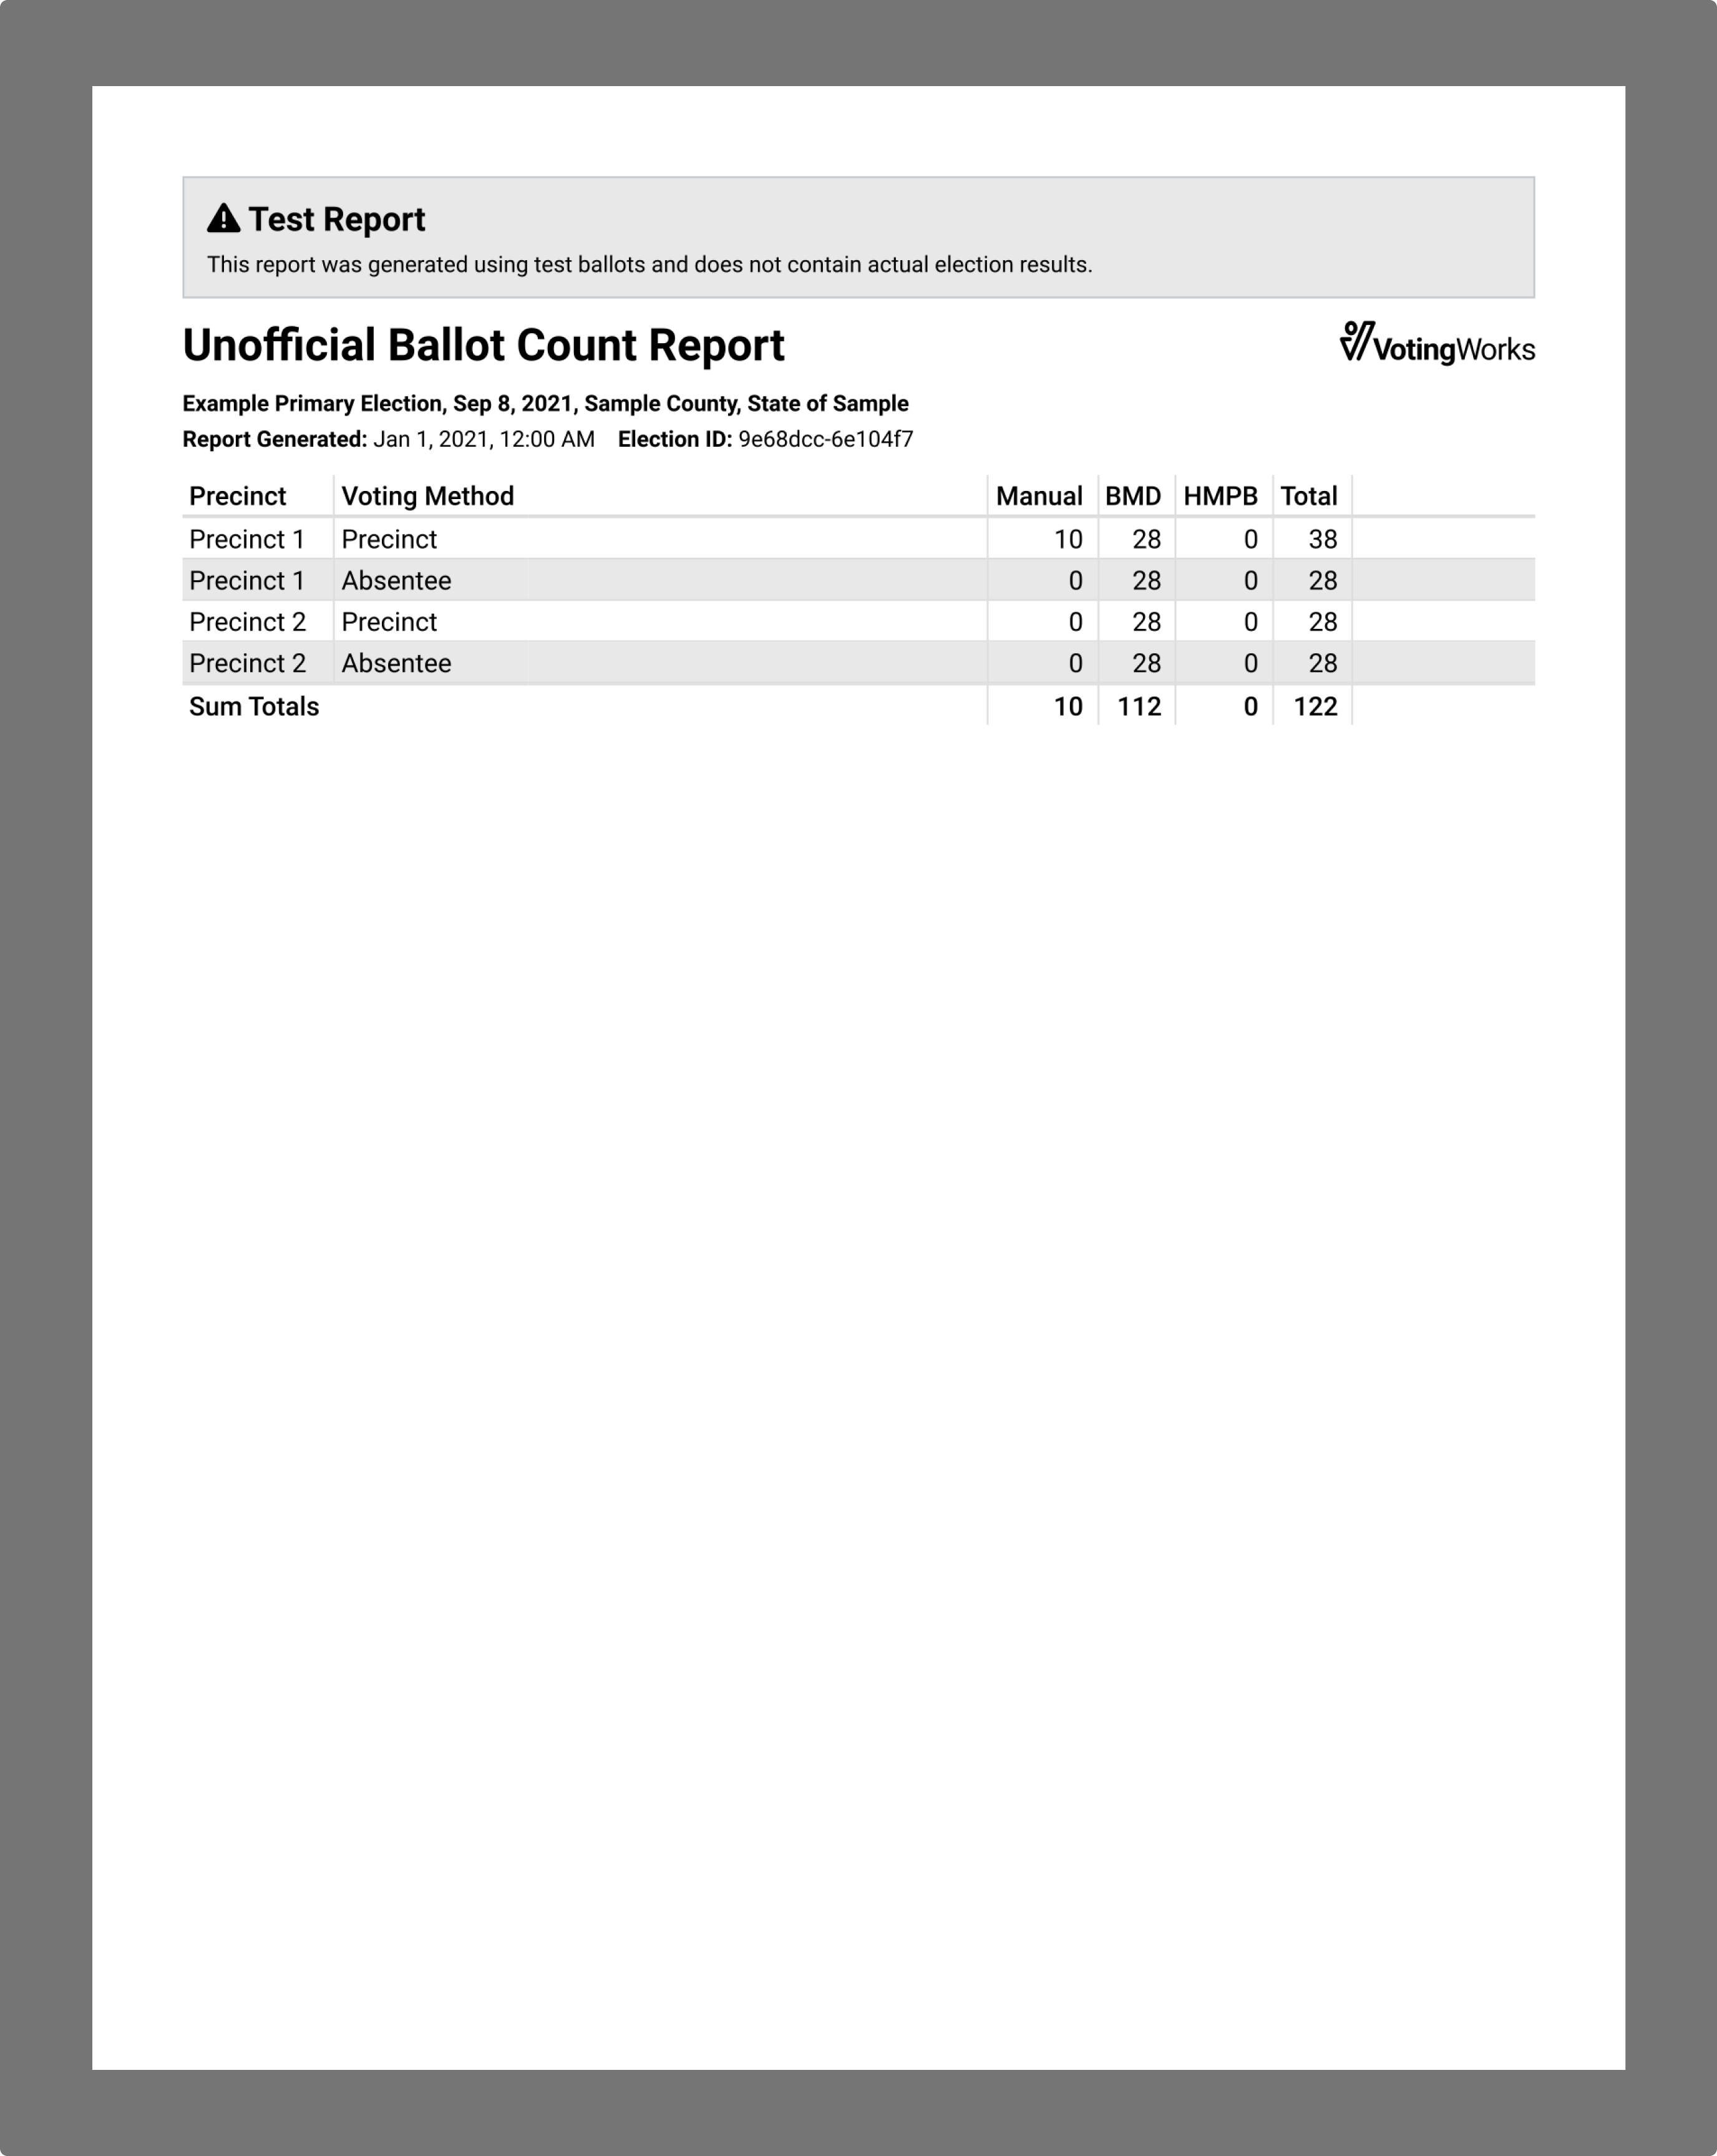 Test Report
This report was generated using test ballots and does not contain actual election results.
Unofficial Ballot Count Report
VotingWorks
Example Primary Election, Sep 8, 2021, Sample County, State of Sample
Report Generated: Jan 1, 2021, 12:00 AM Election ID: 9e68dcc-6e104f7
Precinct Voting Method Manual BMD HMPB Total
Precinct 1 Precinct 10 28 0 38
Precinct 1 Absentee 0 28 0 28
Precinct 2 Precinct 0 28 0 28
Precinct 2 Absentee 0 28 0 28
Sum Totals 10 112 0 122